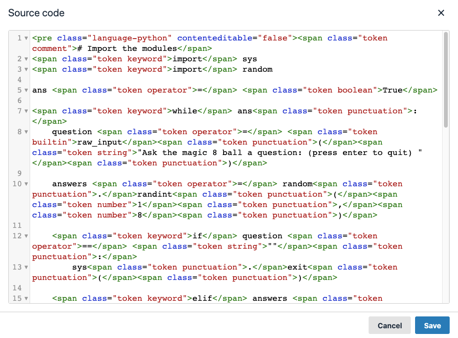 Source code ×
1 <pre class="language-python" contenteditable="false"><span class="token
comment"># Import the modules</span>
2 <span class="token keyword">import</span> sys
3 <span class="token keyword">import</span> random
4
5 ans <span class="token operator">=</span> <span class="token boolean">True</span>
6
7 <span class="token keyword">while</span> ans<span class="token punctuation">:
</span>
8 question <span class="token operator">=</span> <span class="token
builtin">raw_input</span><span class="token punctuation">(</span><span
class="token string">"Ask the magic 8 ball a question: (press enter to quit) "
</span><span class="token punctuation">)</span>
9
10 answers <span class="token operator">=</span> random<span class="token
punctuation">.</span>randint<span class="token punctuation">(</span><span
class="token number">1</span><span class="token punctuation">,</span><span
class="token number">8</span><span class="token punctuation">)</span>
11
12 <span class="token keyword">if</span> question <span class="token
operator">==</span> <span class="token string">""</span><span class="token
punctuation">:</span>
13 sys<span class="token punctuation">.</span>exit<span class="token
punctuation">(</span><span class="token punctuation">)</span>
14
15 <span class="token keyword">elif</span> answers <span class="token
Cancel Save